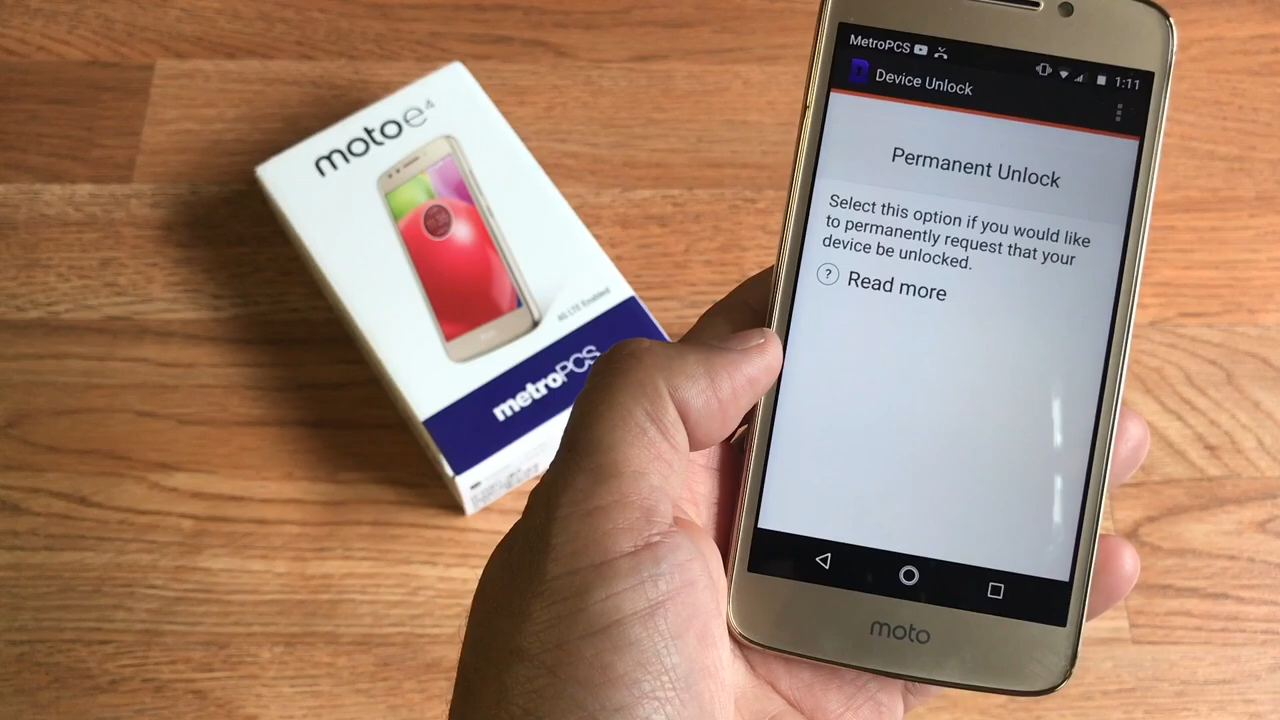 moto e⁴
4G LTE Enabled
metroPCS
MetroPCS
1:11
Device Unlock
Permanent Unlock
Select this option if you would like
to permanently request that your
device be unlocked.
? Read more
moto